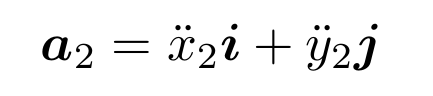 𝒂₂ = ẍ₂𝒊 + ÿ₂𝒋